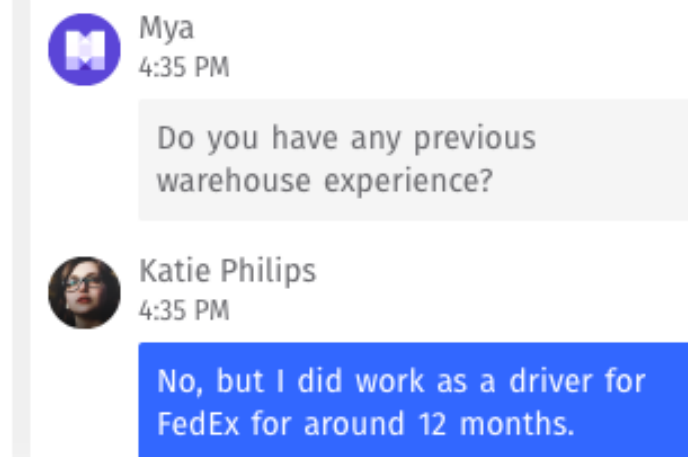 Mya
4:35 PM
Do you have any previous
warehouse experience?
Katie Philips
4:35 PM
No, but I did work as a driver for
FedEx for around 12 months.